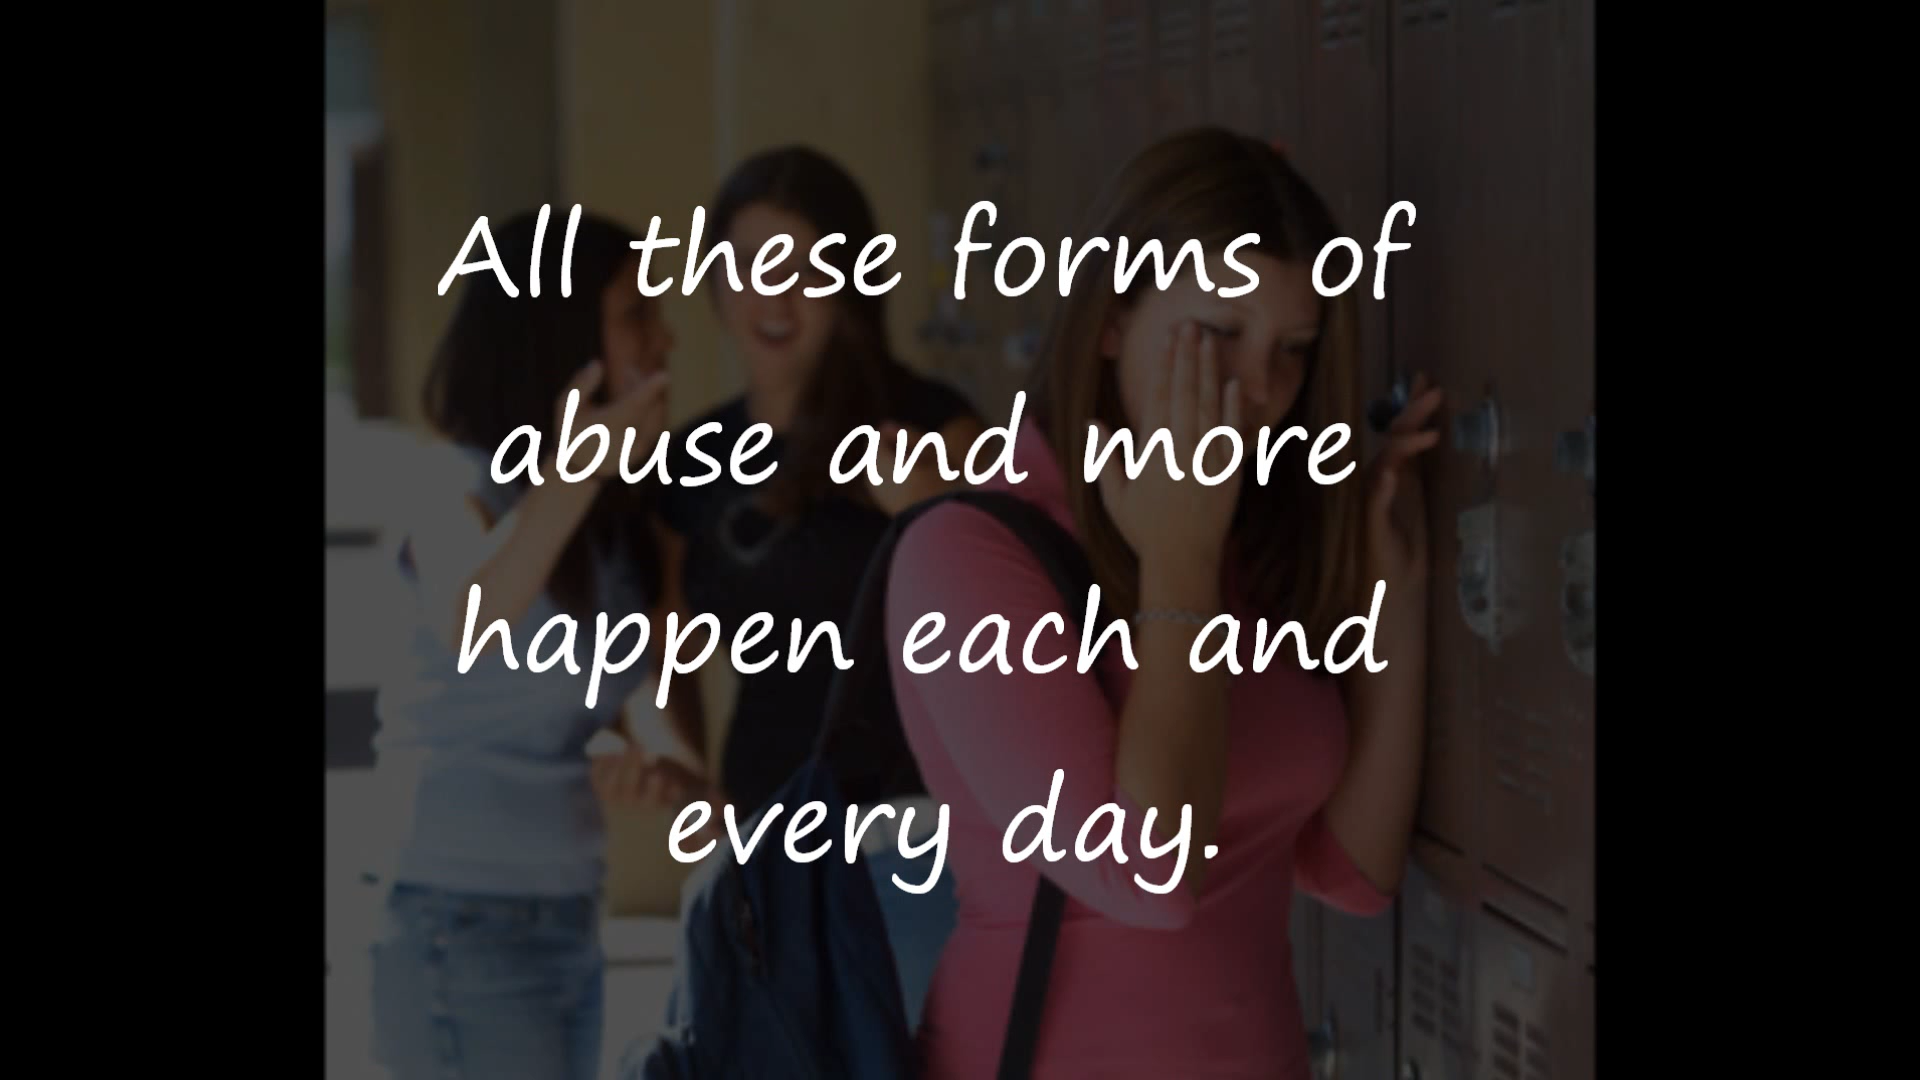 All these forms of
abuse and more
happen each and
every day.